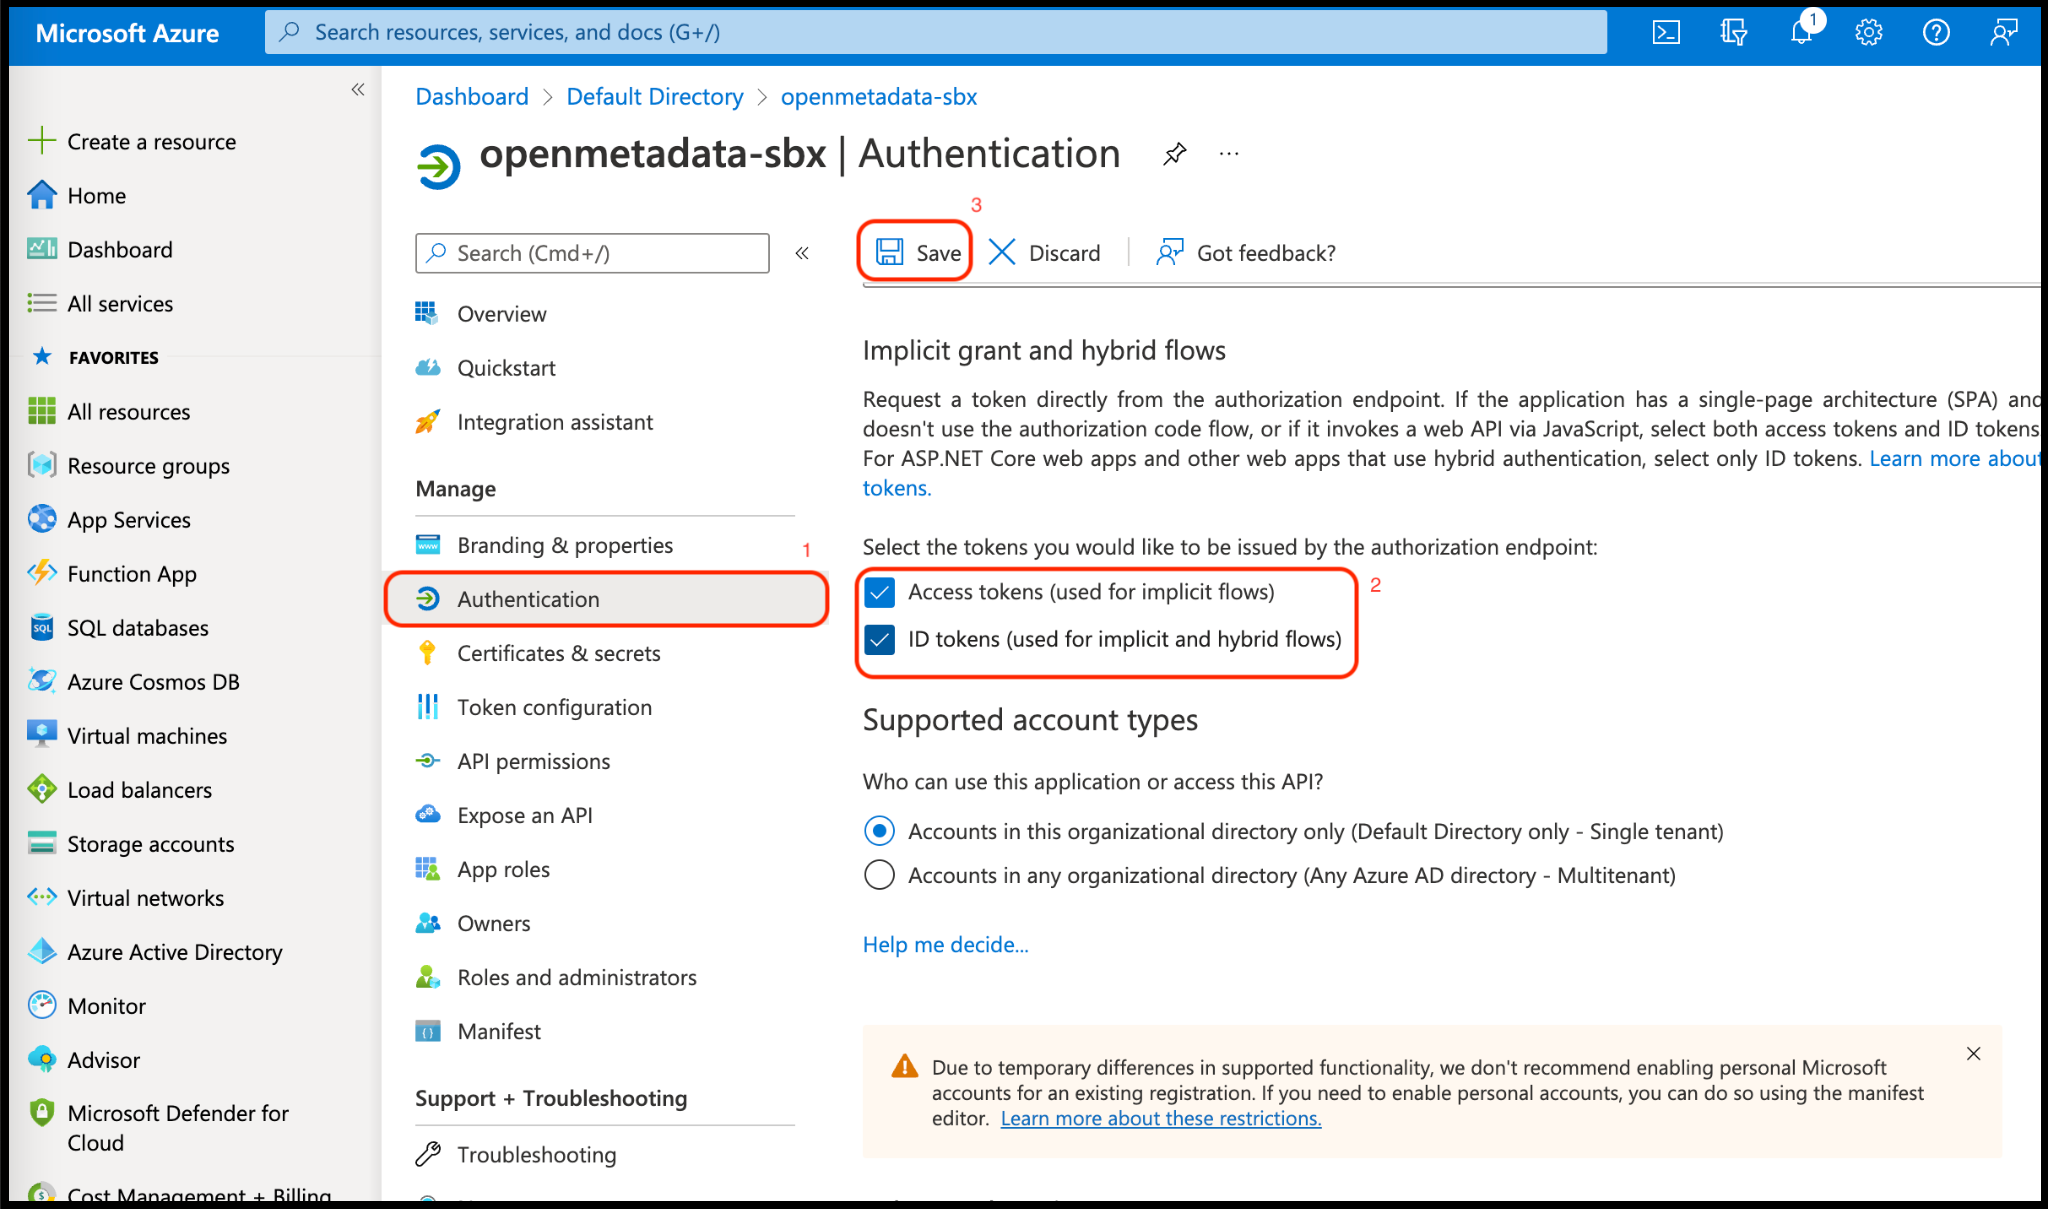 Microsoft Azure
Search resources, services, and docs (G+/)
1
«
Create a resource
Home
Dashboard
All services
FAVORITES
All resources
Resource groups
App Services
Function App
SQL databases
Azure Cosmos DB
Virtual machines
Load balancers
Storage accounts
Virtual networks
Azure Active Directory
Monitor
Advisor
Microsoft Defender for
Cloud
Cost Management + Billing
Dashboard > Default Directory > openmetadata-sbx
openmetadata-sbx | Authentication
...
Search (Cmd+/)
«
Overview
Quickstart
Integration assistant
Manage
Branding & properties
1
Authentication
Certificates & secrets
Token configuration
API permissions
Expose an API
App roles
Owners
Roles and administrators
Manifest
Support + Troubleshooting
Troubleshooting
3
Save
Discard
Got feedback?
Implicit grant and hybrid flows
Request a token directly from the authorization endpoint. If the application has a single-page architecture (SPA) and
doesn't use the authorization code flow, or if it invokes a web API via JavaScript, select both access tokens and ID tokens
For ASP.NET Core web apps and other web apps that use hybrid authentication, select only ID tokens. Learn more about
tokens.
Select the tokens you would like to be issued by the authorization endpoint:
Access tokens (used for implicit flows)
2
ID tokens (used for implicit and hybrid flows)
Supported account types
Who can use this application or access this API?
Accounts in this organizational directory only (Default Directory only - Single tenant)
Accounts in any organizational directory (Any Azure AD directory - Multitenant)
Help me decide...
Due to temporary differences in supported functionality, we don't recommend enabling personal Microsoft
accounts for an existing registration. If you need to enable personal accounts, you can do so using the manifest
editor. Learn more about these restrictions.